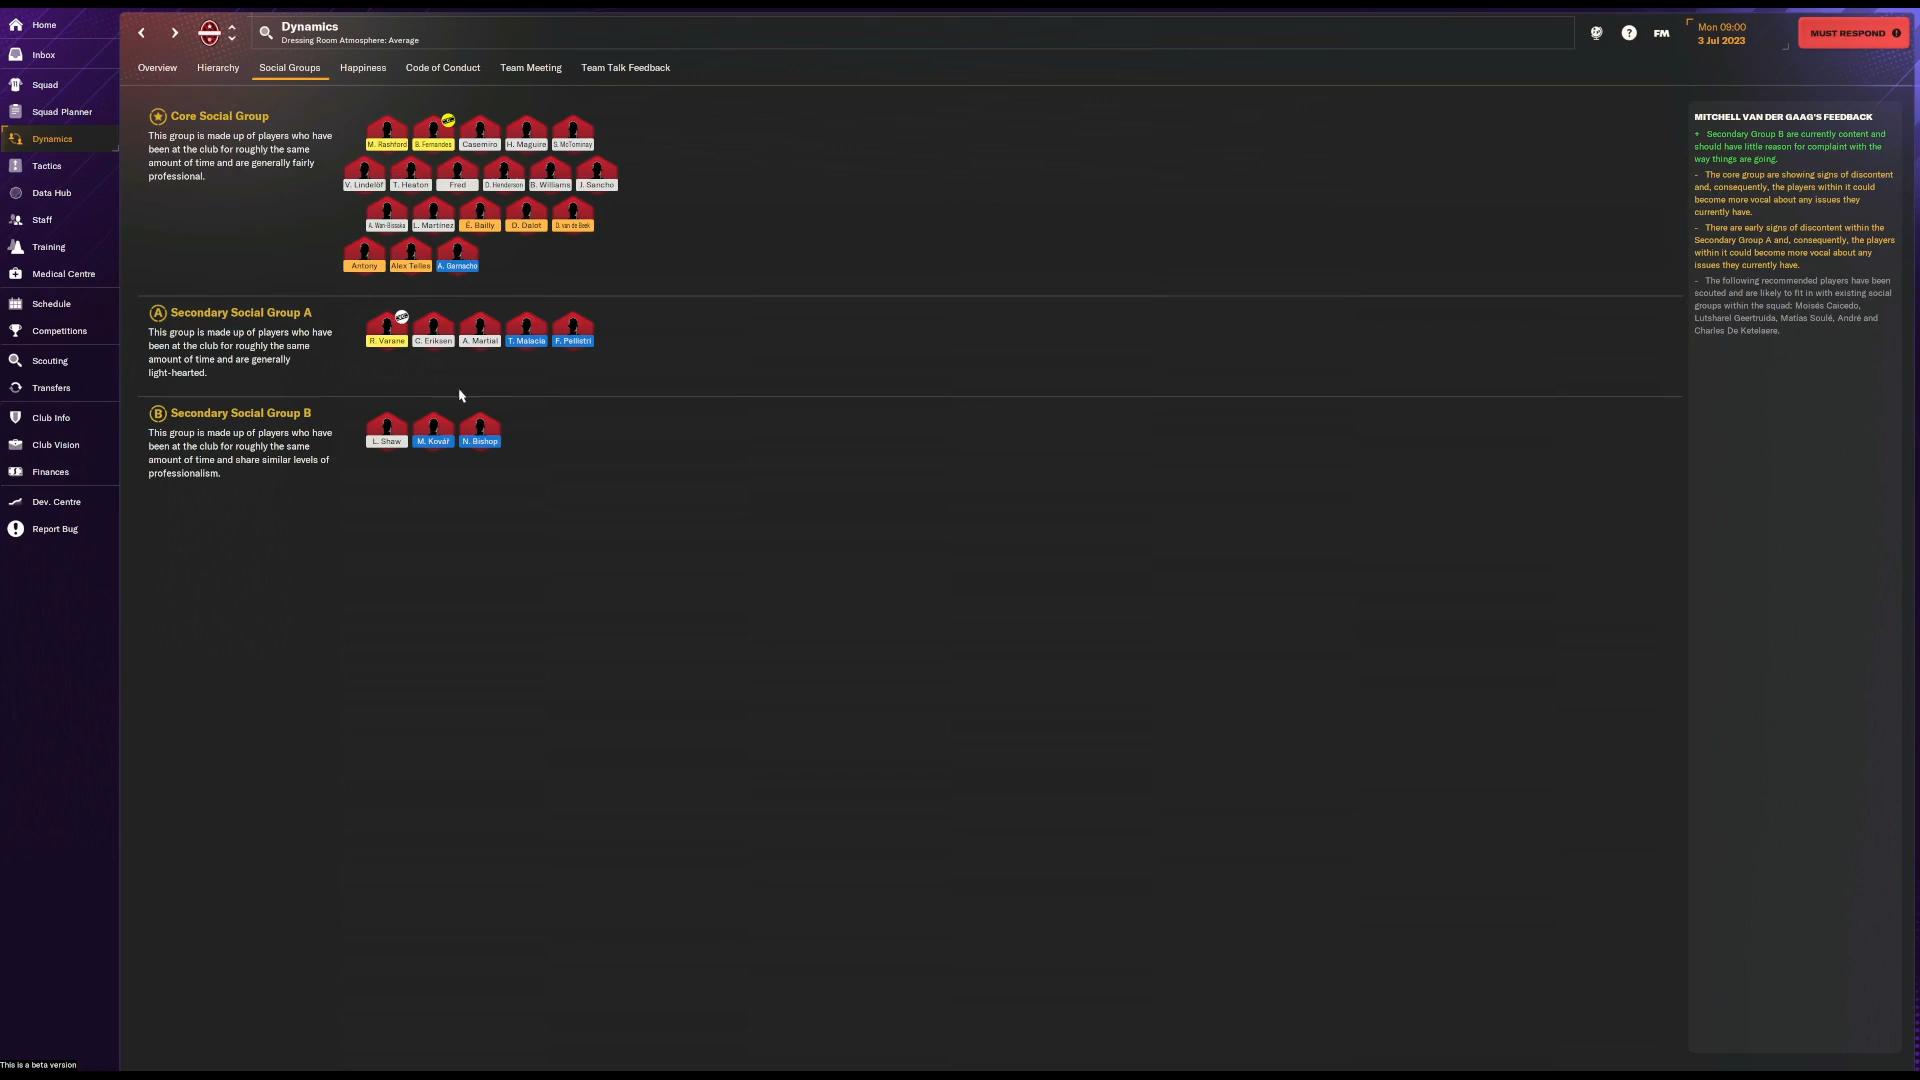 Home
Inbox
Squad
Squad Planner
Dynamics
Tactics
Data Hub
Staff
Training
Medical Centre
Schedule
Competitions
Scouting
Transfers
Club Info
Club Vision
Finances
Dev. Centre
Report Bug
This is a beta version
Dynamics
Dressing Room Atmosphere: Average
FM
Mon 09:00
3 Jul 2023
MUST RESPOND
Overview
Hierarchy
Social Groups
Happiness
Code of Conduct
Team Meeting
Team Talk Feedback
Core Social Group
This group is made up of players who have
been at the club for roughly the same
amount of time and are generally fairly
professional.
M. Rashford B. Fernandes Casemiro H. Maguire S. McTominay
V. Lindelöf T. Heaton Fred D. Henderson B. Williams J. Sancho
A. Wan-Bissaka L. Martínez É. Bailly D. Dalot D. van de Beek
Antony Alex Telles A. Garnacho
A Secondary Social Group A
This group is made up of players who have
been at the club for roughly the same
amount of time and are generally
light-hearted.
R. Varane C. Eriksen A. Martial T. Malacia F. Pellistri
B Secondary Social Group B
This group is made up of players who have
been at the club for roughly the same
amount of time and share similar levels of
professionalism.
L. Shaw M. Kovář N. Bishop
MITCHELL VAN DER GAAG'S FEEDBACK
+ Secondary Group B are currently content and
should have little reason for complaint with the
way things are going.
- The core group are showing signs of discontent
and, consequently, the players within it could
become more vocal about any issues they
currently have.
- There are early signs of discontent within the
Secondary Group A and, consequently, the players
within it could become more vocal about any
issues they currently have.
- The following recommended players have been
scouted and are likely to fit in with existing social
groups within the squad: Moisés Caicedo,
Lutsharel Geertruida, Matías Soulé, André and
Charles De Ketelaere.